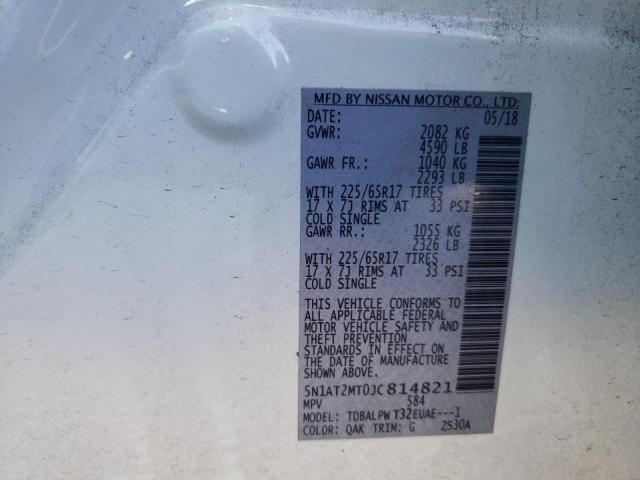 MFD BY NISSAN MOTOR CO., LTD.
DATE: 05/18
GVWR: 2082 KG
4590 LB
GAWR FR.: 1040 KG
2293 LB
WITH 225/65R17 TIRES
17 X 7J RIMS AT 33 PSI
COLD SINGLE
GAWR RR.: 1055 KG
2326 LB
WITH 225/65R17 TIRES
17 X 7J RIMS AT 33 PSI
COLD SINGLE
THIS VEHICLE CONFORMS TO
ALL APPLICABLE FEDERAL
MOTOR VEHICLE SAFETY AND
THEFT PREVENTION
STANDARDS IN EFFECT ON
THE DATE OF MANUFACTURE
SHOWN ABOVE.
5N1AT2MT0JC814821
MPV 584
MODEL: TDBALPW T32EUAE---1
COLOR: QAK TRIM: G 2S30A